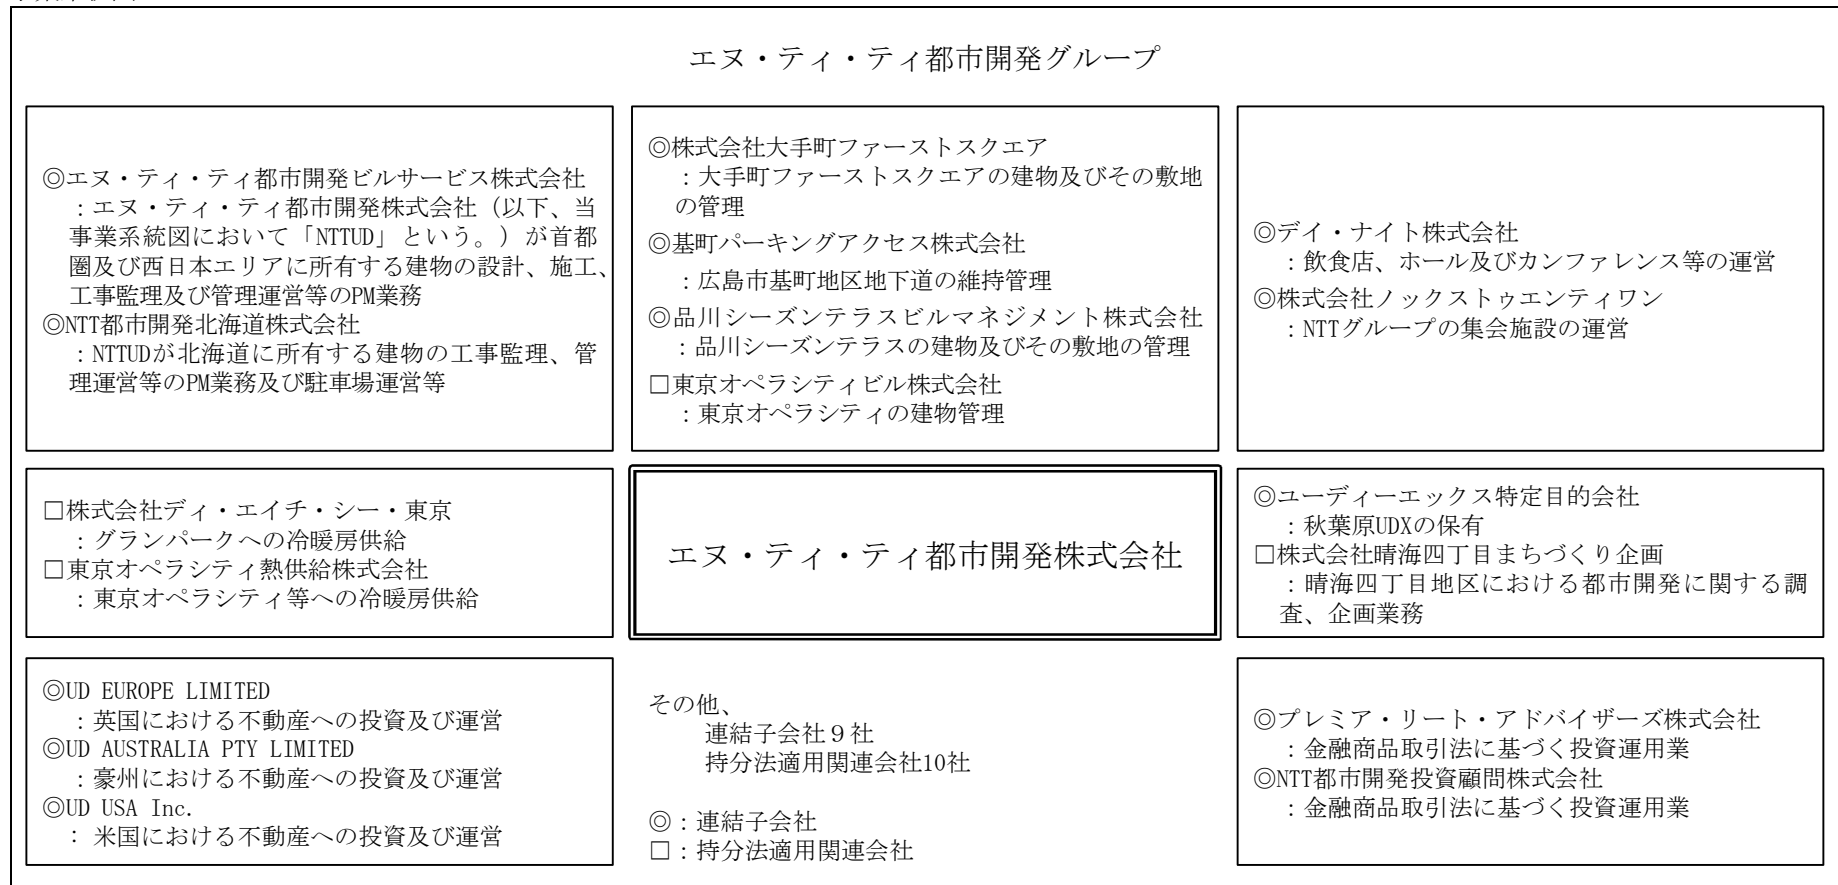 エヌ・ティ・ティ都市開発グループ
◎エヌ・ティ・ティ都市開発ビルサービス株式会社
：エヌ・ティ・ティ都市開発株式会社（以下、当
事業系統図において「NTTUD」という。）が首都
圏及び西日本エリアに所有する建物の設計、施工、
工事監理及び管理運営等のPM業務
◎NTT都市開発北海道株式会社
：NTTUDが北海道に所有する建物の工事監理、管
理運営等のPM業務及び駐車場運営等
◎株式会社大手町ファーストスクエア
：大手町ファーストスクエアの建物及びその敷地
の管理
◎基町パーキングアクセス株式会社
：広島市基町地区地下道の維持管理
◎品川シーズンテラスビルマネジメント株式会社
：品川シーズンテラスの建物及びその敷地の管理
□東京オペラシティビル株式会社
：東京オペラシティの建物管理
◎デイ・ナイト株式会社
：飲食店、ホール及びカンファレンス等の運営
◎株式会社ノックストゥエンティワン
：NTTグループの集会施設の運営
□株式会社ディ・エイチ・シー・東京
：グランパークへの冷暖房供給
□東京オペラシティ熱供給株式会社
：東京オペラシティ等への冷暖房供給
エヌ・ティ・ティ都市開発株式会社
◎ユーディーエックス特定目的会社
：秋葉原UDXの保有
□株式会社晴海四丁目まちづくり企画
：晴海四丁目地区における都市開発に関する調
査、企画業務
◎UD EUROPE LIMITED
：英国における不動産への投資及び運営
◎UD AUSTRALIA PTY LIMITED
：豪州における不動産への投資及び運営
◎UD USA Inc.
：米国における不動産への投資及び運営
その他、
連結子会社９社
持分法適用関連会社10社
◎：連結子会社
□：持分法適用関連会社
◎プレミア・リート・アドバイザーズ株式会社
：金融商品取引法に基づく投資運用業
◎NTT都市開発投資顧問株式会社
：金融商品取引法に基づく投資運用業